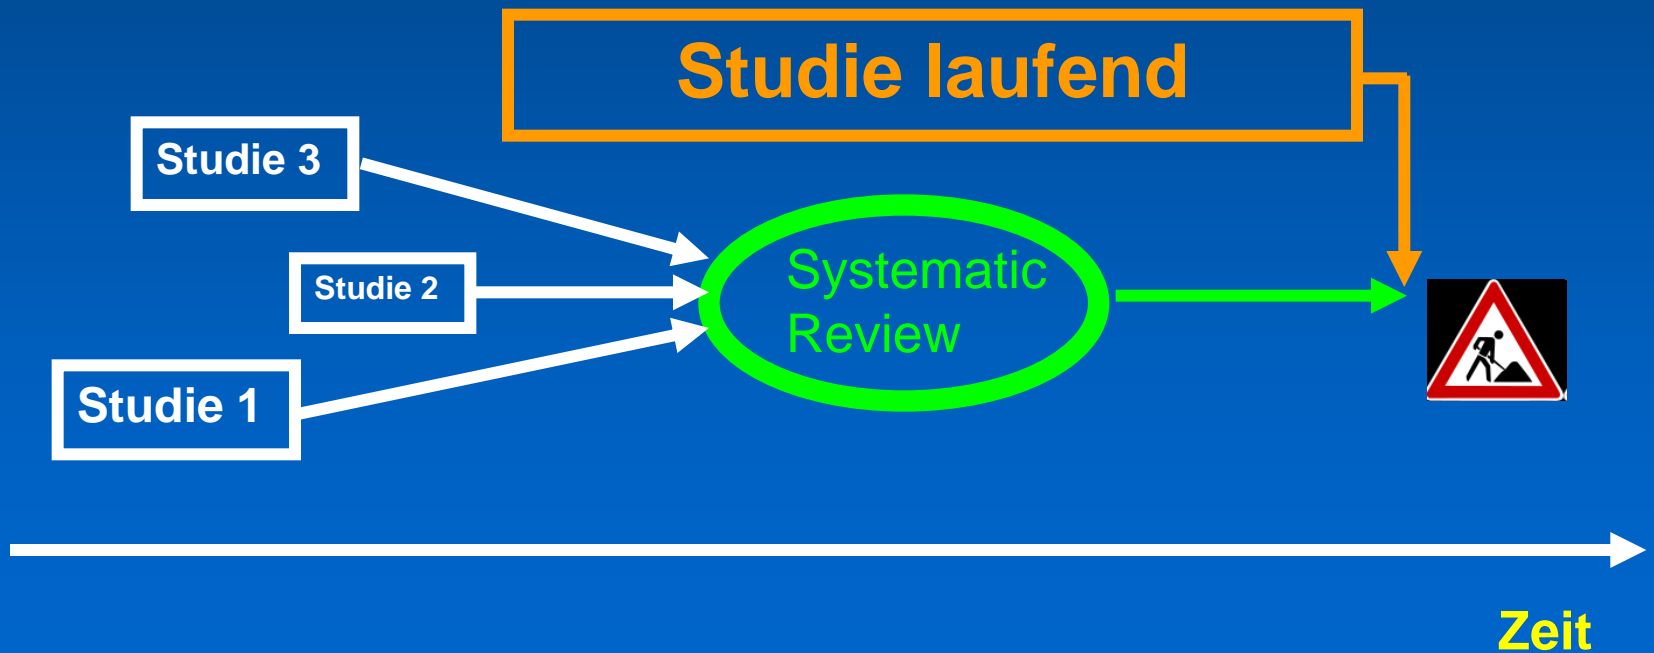 Studie laufend
Studie 3
Studie 2
Studie 1
Systematic
Review
Zeit